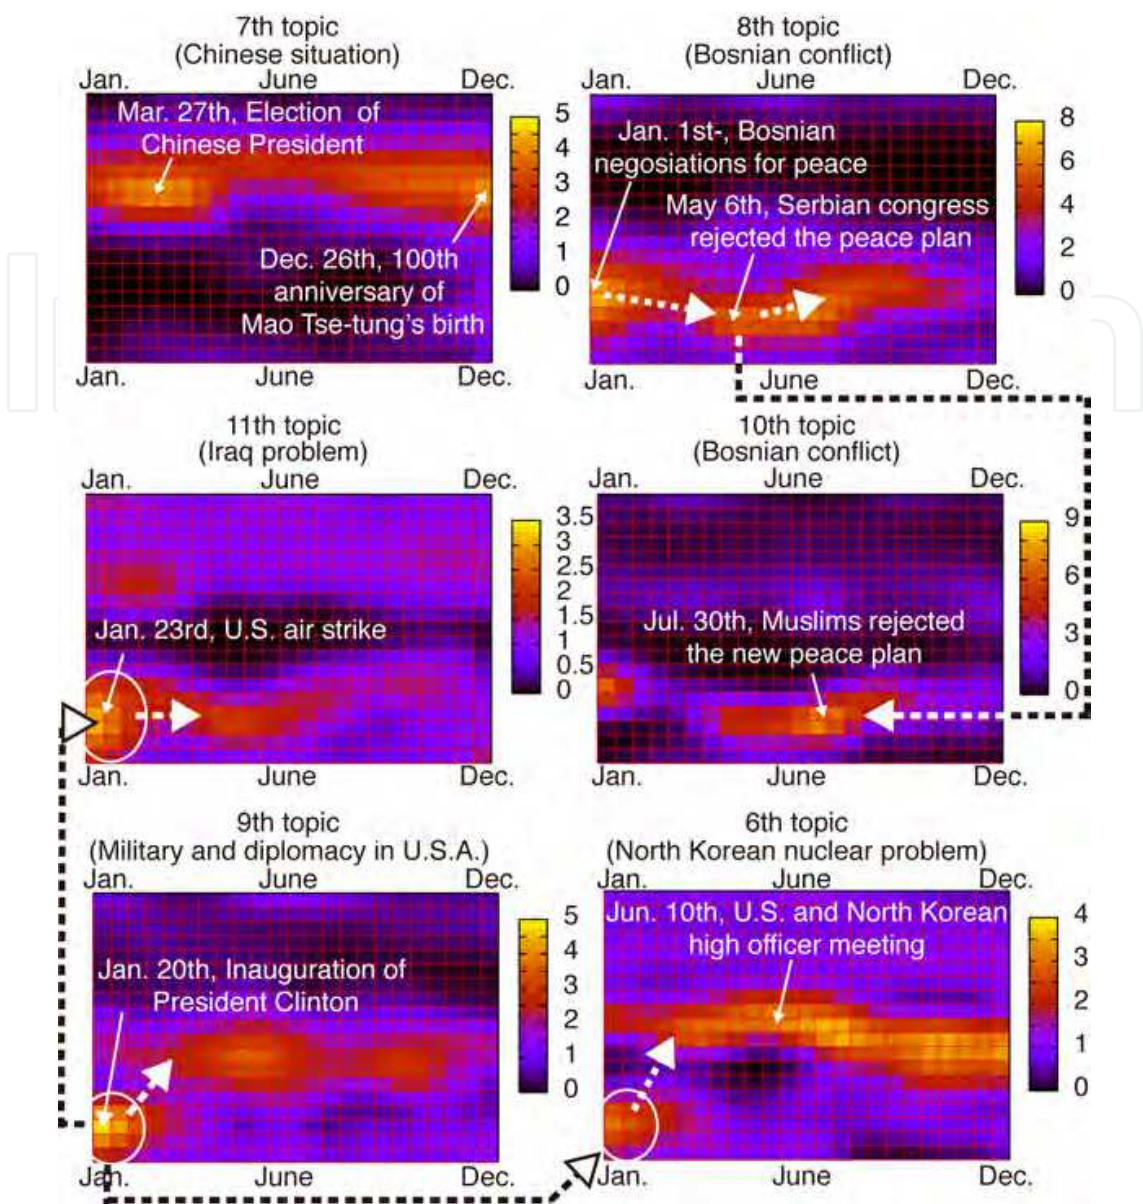 7th topic
(Chinese situation)
Jan. June Dec.
Mar. 27th, Election of
Chinese President
Dec. 26th, 100th
anniversary of
Mao Tse-tung's birth
5
4
3
2
1
0
Jan. June Dec.
8th topic
(Bosnian conflict)
Jan. June Dec.
Jan. 1st-, Bosnian
negosiations for peace
May 6th, Serbian congress
rejected the peace plan
8
6
4
2
0
Jan. June Dec.
11th topic
(Iraq problem)
Jan. June Dec.
Jan. 23rd, U.S. air strike
3.5
3
2.5
2
1.5
1
0.5
0
Jan. June Dec.
10th topic
(Bosnian conflict)
Jan. June Dec.
Jul. 30th, Muslims rejected
the new peace plan
9
6
3
0
Jan. June Dec.
9th topic
(Military and diplomacy in U.S.A.)
Jan. June Dec.
Jan. 20th, Inauguration of
President Clinton
5
4
3
2
1
0
Jan. June Dec.
6th topic
(North Korean nuclear problem)
Jan. June Dec.
Jun. 10th, U.S. and North Korean
high officer meeting
4
3
2
1
0
Jan. June Dec.